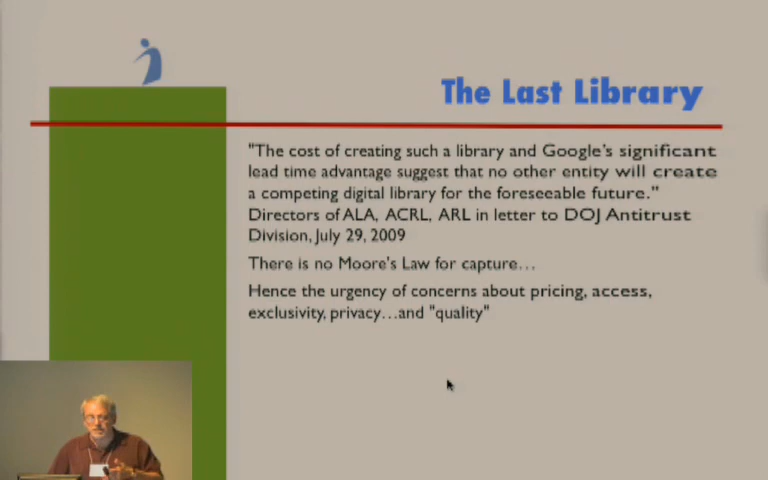 The Last Library
"The cost of creating such a library and Google's significant
lead time advantage suggest that no other entity will create
a competing digital library for the foreseeable future."
Directors of ALA, ACRL, ARL in letter to DOJ Antitrust
Division, July 29, 2009
There is no Moore's Law for capture...
Hence the urgency of concerns about pricing, access,
exclusivity, privacy...and "quality"